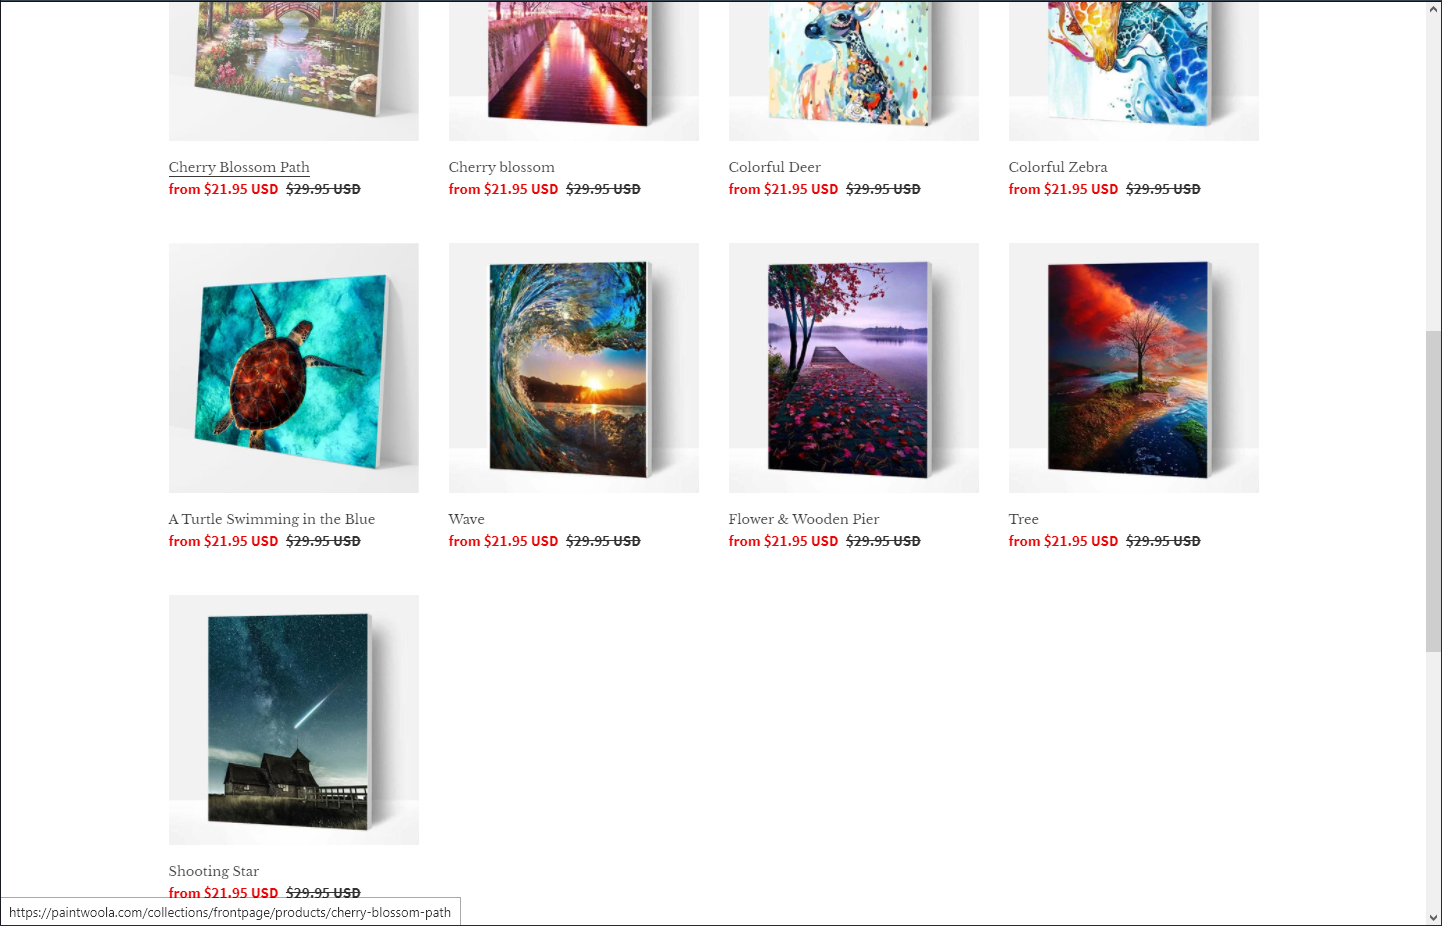 Cherry Blossom Path
from $21.95 USD $29.95 USD
Cherry blossom
from $21.95 USD $29.95 USD
Colorful Deer
from $21.95 USD $29.95 USD
Colorful Zebra
from $21.95 USD $29.95 USD
A Turtle Swimming in the Blue
from $21.95 USD $29.95 USD
Wave
from $21.95 USD $29.95 USD
Flower & Wooden Pier
from $21.95 USD $29.95 USD
Tree
from $21.95 USD $29.95 USD
Shooting Star
from $21.95 USD $29.95 USD
https://paintwoola.com/collections/frontpage/products/cherry-blossom-path